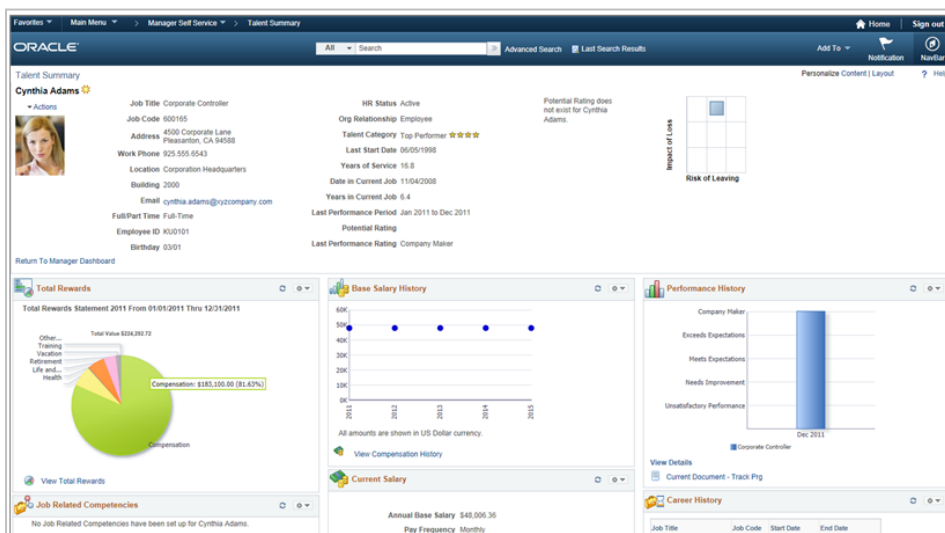 Favorites Main Menu > Manager Self Service > Talent Summary
Home Sign out
ORACLE
All Search >> Advanced Search Last Search Results
Add To Notification NavBar
Talent Summary
Personalize Content | Layout ? Help
Cynthia Adams
Actions
Job Title Corporate Controller
Job Code 600165
Address 4500 Corporate Lane
Pleasanton, CA 94588
Work Phone 925.555.6543
Location Corporation Headquarters
Building 2000
Email cynthia.adams@xyzcompany.com
Full/Part Time Full-Time
Employee ID KU0101
Birthday 03/01
HR Status Active
Org Relationship Employee
Talent Category Top Performer
Last Start Date 06/05/1998
Years of Service 16.8
Date in Current Job 11/04/2008
Years in Current Job 6.4
Last Performance Period Jan 2011 to Dec 2011
Potential Rating
Last Performance Rating Company Maker
Potential Rating does
not exist for Cynthia
Adams.
Impact of Loss
Risk of Leaving
Return To Manager Dashboard
Total Rewards
Total Rewards Statement 2011 From 01/01/2011 Thru 12/31/2011
Total Value $224,292.72
Other...
Training
Vacation
Retirement
Life and...
Health
Compensation: $183,100.00 (81.63%)
Compensation
View Total Rewards
Job Related Competencies
No Job Related Competencies have been set up for Cynthia Adams.
Base Salary History
60K
50K
40K
30K
20K
10K
0K
2011 2012 2013 2014 2015
All amounts are shown in US Dollar currency.
View Compensation History
Current Salary
Annual Base Salary $48,006.36
Pay Frequency Monthly
Performance History
Company Maker
Exceeds Expectations
Meets Expectations
Needs Improvement
Unsatisfactory Performance
Dec 2011
Corporate Controller
View Details
Current Document - Track Prg
Career History
Job Title Job Code Start Date End Date